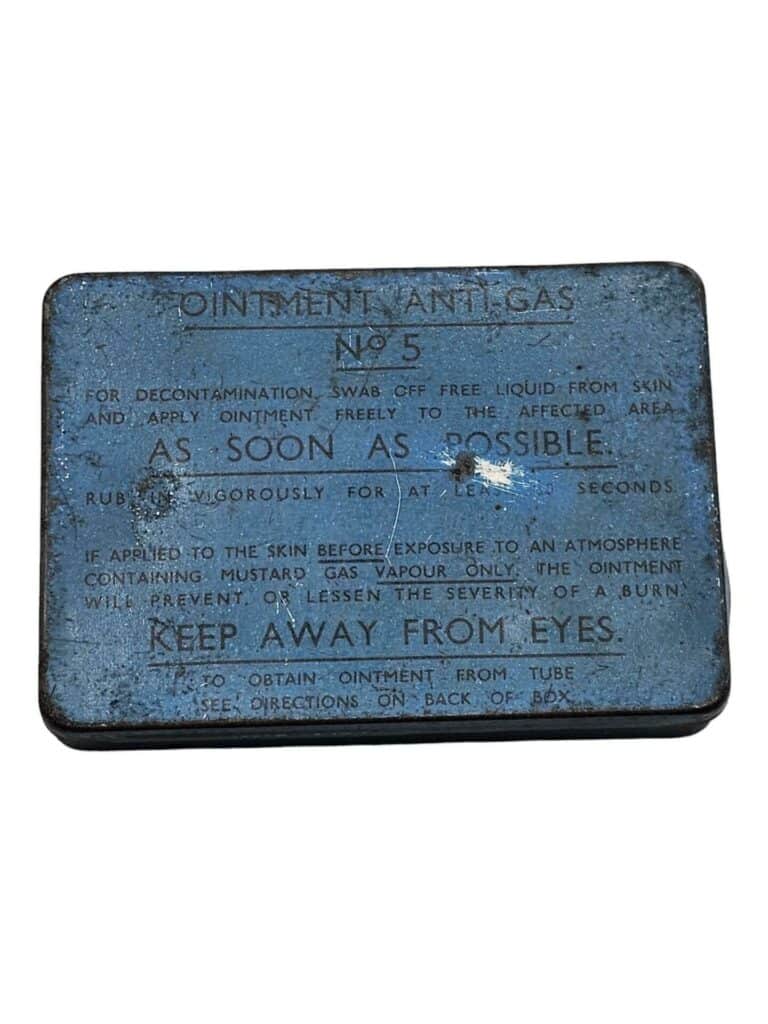 OINTMENT ANTI-GAS
Nº 5
FOR DECONTAMINATION, SWAB OFF FREE LIQUID FROM SKIN
AND APPLY OINTMENT FREELY TO THE AFFECTED AREA
AS SOON AS POSSIBLE.
RUB IN VIGOROUSLY FOR AT LEAST SECONDS.
IF APPLIED TO THE SKIN BEFORE EXPOSURE TO AN ATMOSPHERE
CONTAINING MUSTARD GAS VAPOUR ONLY, THE OINTMENT
WILL PREVENT, OR LESSEN THE SEVERITY OF A BURN.
KEEP AWAY FROM EYES.
TO OBTAIN OINTMENT FROM TUBE
SEE DIRECTIONS ON BACK OF BOX